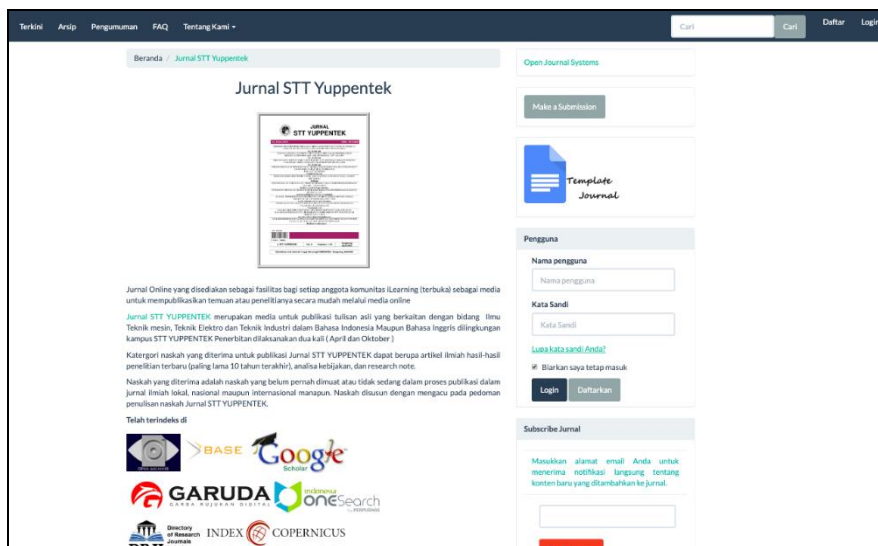 Terkini Arsip Pengumuman FAQ Tentang Kami
Cari Cari Daftar Login
Beranda / Jurnal STT Yuppentek
Jurnal STT Yuppentek
JURNAL
STT YUPPENTEK
Jurnal Online yang disediakan sebagai fasilitas bagi setiap anggota komunitas iLearning (terbuka) sebagai media
untuk mempublikasikan temuan atau penelitianya secara mudah melalui media online
Jurnal STT YUPPENTEK merupakan media untuk publikasi tulisan asli yang berkaitan dengan bidang Ilmu
Teknik mesin, Teknik Elektro dan Teknik Industri dalam Bahasa Indonesia Maupun Bahasa Inggris dilingkungan
kampus STT YUPPENTEK Penerbitan dilaksanakan dua kali ( April dan Oktober )
Katergori naskah yang diterima untuk publikasi Jurnal STT YUPPENTEK dapat berupa artikel ilmiah hasil-hasil
penelitian terbaru (paling lama 10 tahun terakhir), analisa kebijakan, dan research note.
Naskah yang diterima adalah naskah yang belum pernah dimuat atau tidak sedang dalam proses publikasi dalam
jurnal ilmiah lokal, nasional maupun internasional manapun. Naskah disusun dengan mengacu pada pedoman
penulisan naskah Jurnal STT YUPPENTEK.
Telah terindeks di
BASE Google
Scholar
GARUDA
GARBA RUJUKAN DIGITAL
indonesia
onesearch
Directory
of Research
Journals
INDEX COPERNICUS
DRJI
Open Journal Systems
Make a Submission
Template
Journal
Pengguna
Nama pengguna
Nama pengguna
Kata Sandi
Kata Sandi
Lupa kata sandi Anda?
Biarkan saya tetap masuk
Login Daftarkan
Subscribe Jurnal
Masukkan alamat email Anda untuk
menerima notifikasi langsung tentang
konten baru yang ditambahkan ke jurnal.